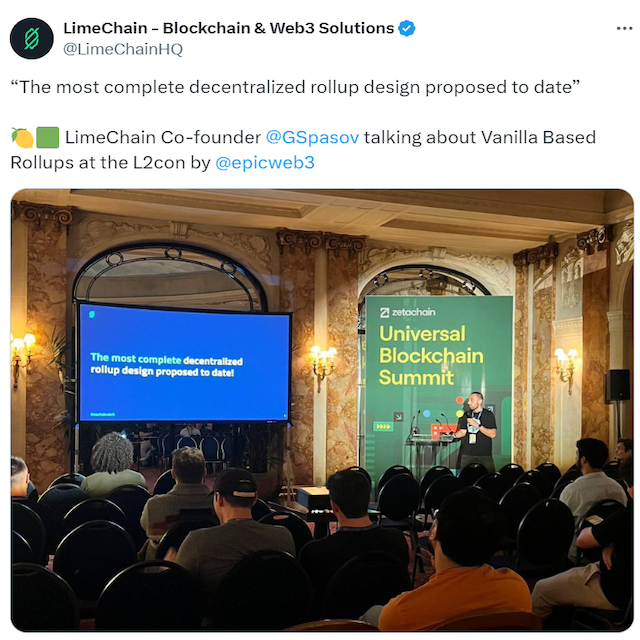 LimeChain - Blockchain & Web3 Solutions
@LimeChainHQ
“The most complete decentralized rollup design proposed to date”
🍋🟩 LimeChain Co-founder @GSpasov talking about Vanilla Based
Rollups at the L2con by @epicweb3
The most complete decentralized
rollup design proposed to date!
limechain.tech
zetachain
Universal
Blockchain
Summit